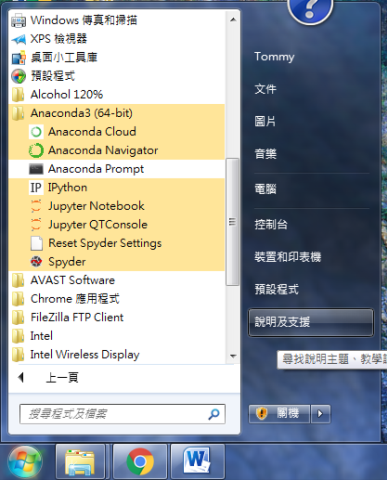 Windows 傳真和掃描
XPS 檢視器
桌面小工具庫
預設程式
Alcohol 120%
Anaconda3 (64-bit)
Anaconda Cloud
Anaconda Navigator
Anaconda Prompt
IP IPython
Jupyter Notebook
Jupyter QTConsole
Reset Spyder Settings
Spyder
AVAST Software
Chrome 應用程式
FileZilla FTP Client
Intel
Intel Wireless Display
上一頁
搜尋程式及檔案
Tommy
文件
圖片
音樂
電腦
控制台
裝置和印表機
預設程式
說明及支援
尋找說明主題、教學
關機